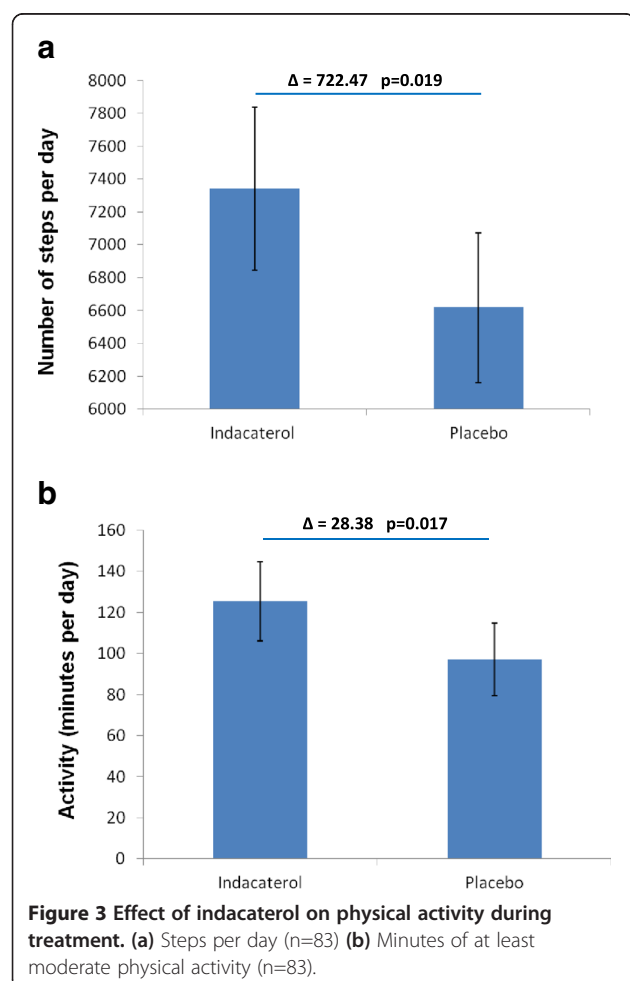 a
Δ = 722.47 p=0.019
Number of steps per day
8000
7800
7600
7400
7200
7000
6800
6600
6400
6200
6000
Indacaterol Placebo
b
Δ = 28.38 p=0.017
Activity (minutes per day)
160
140
120
100
80
60
40
20
0
Indacaterol Placebo
Figure 3 Effect of indacaterol on physical activity during
treatment. (a) Steps per day (n=83) (b) Minutes of at least
moderate physical activity (n=83).